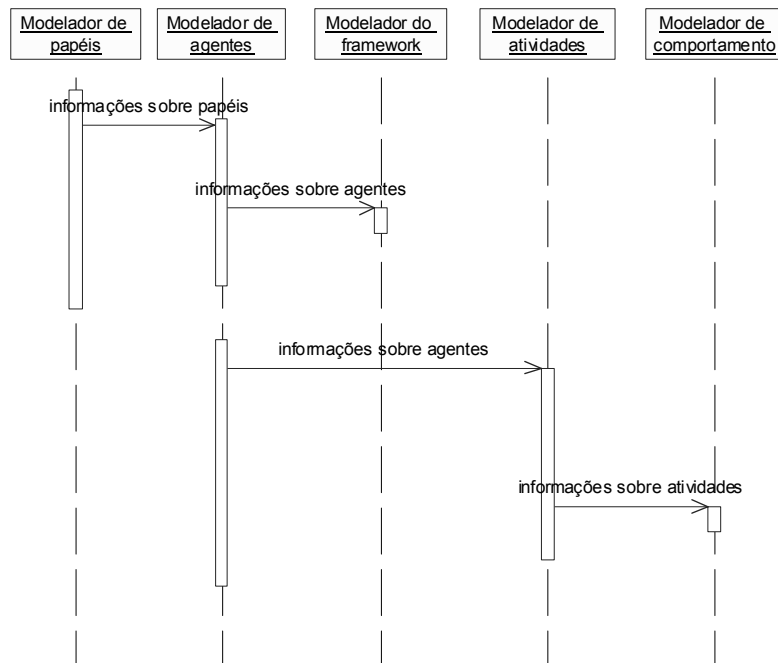 Modelador de
papéis
Modelador de
agentes
Modelador do
framework
Modelador de
atividades
Modelador de
comportamento
informações sobre papéis
informações sobre agentes
informações sobre agentes
informações sobre atividades